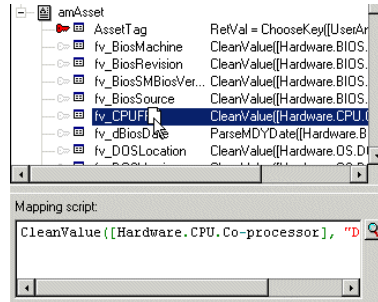 amAsset
AssetTag RetVal = ChooseKey([UserAr
fv_BiosMachine CleanValue([Hardware.BIOS.
fv_BiosRevision CleanValue([Hardware.BIOS.
fv_BiosSMBiosVer... CleanValue([Hardware.BIOS.
fv_BiosSource CleanValue([Hardware.BIOS.
CleanValue([Hardware.CPU.
ParseMDYDate([Hardware.B
fv_DOSLocation CleanValue([Hardware.OS.D
Mapping script:
CleanValue([Hardware.CPU.Co-processor], "D